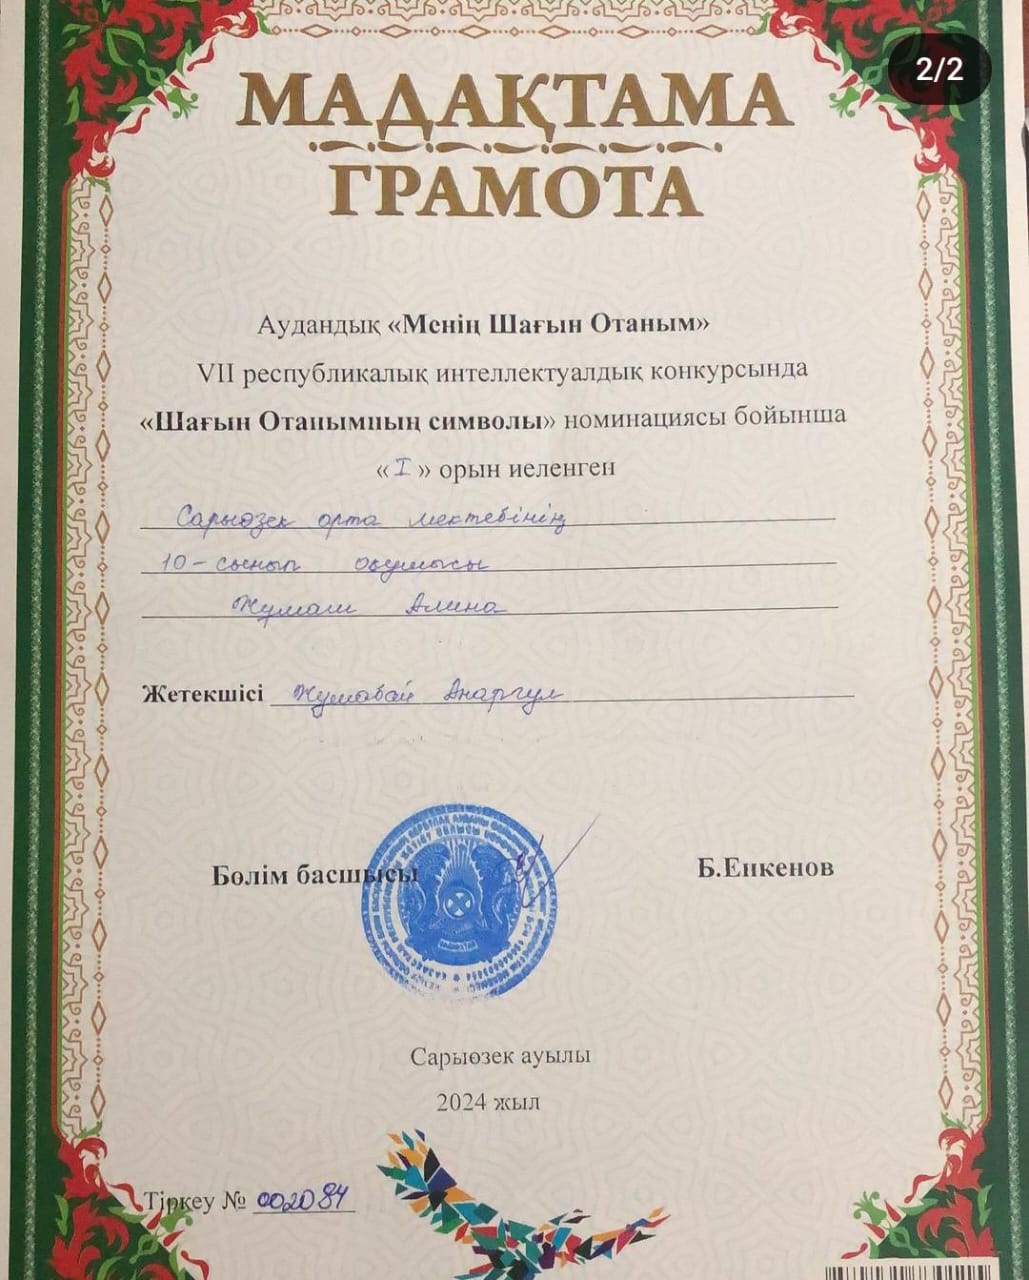 2/2
МАДАҚТАМА
ГРАМОТА
Аудандық «Менің Шағын Отаным»
VII республикалық интеллектуалдық конкурсында
«Шағын Отанымның символы» номинациясы бойынша
« I » орын иеленген
Сарыөзек орта мектебінің
10-сынып оқушысы
Жұмаш Алина
Жетекшісі Жұмабай Анаргүл
Бөлім басшысы
Б.Енкенов
Сарыөзек ауылы
2024 жыл
Тіркеу № 002084